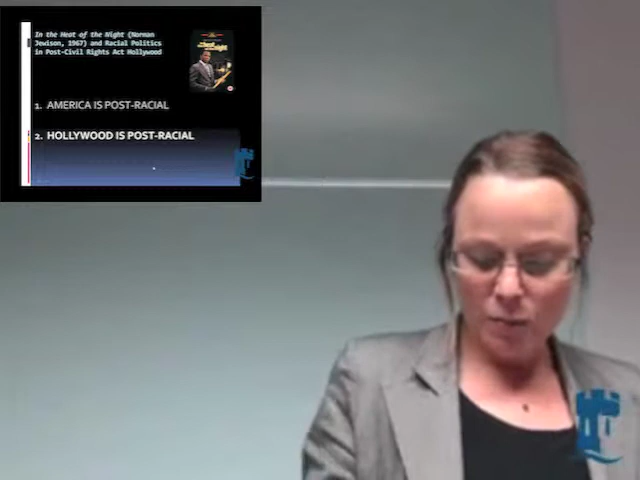 In the Heat of the Night (Norman
Jewison, 1967) and Racial Politics
in Post-Civil Rights Act Hollywood
1. AMERICA IS POST-RACIAL
2. HOLLYWOOD IS POST-RACIAL